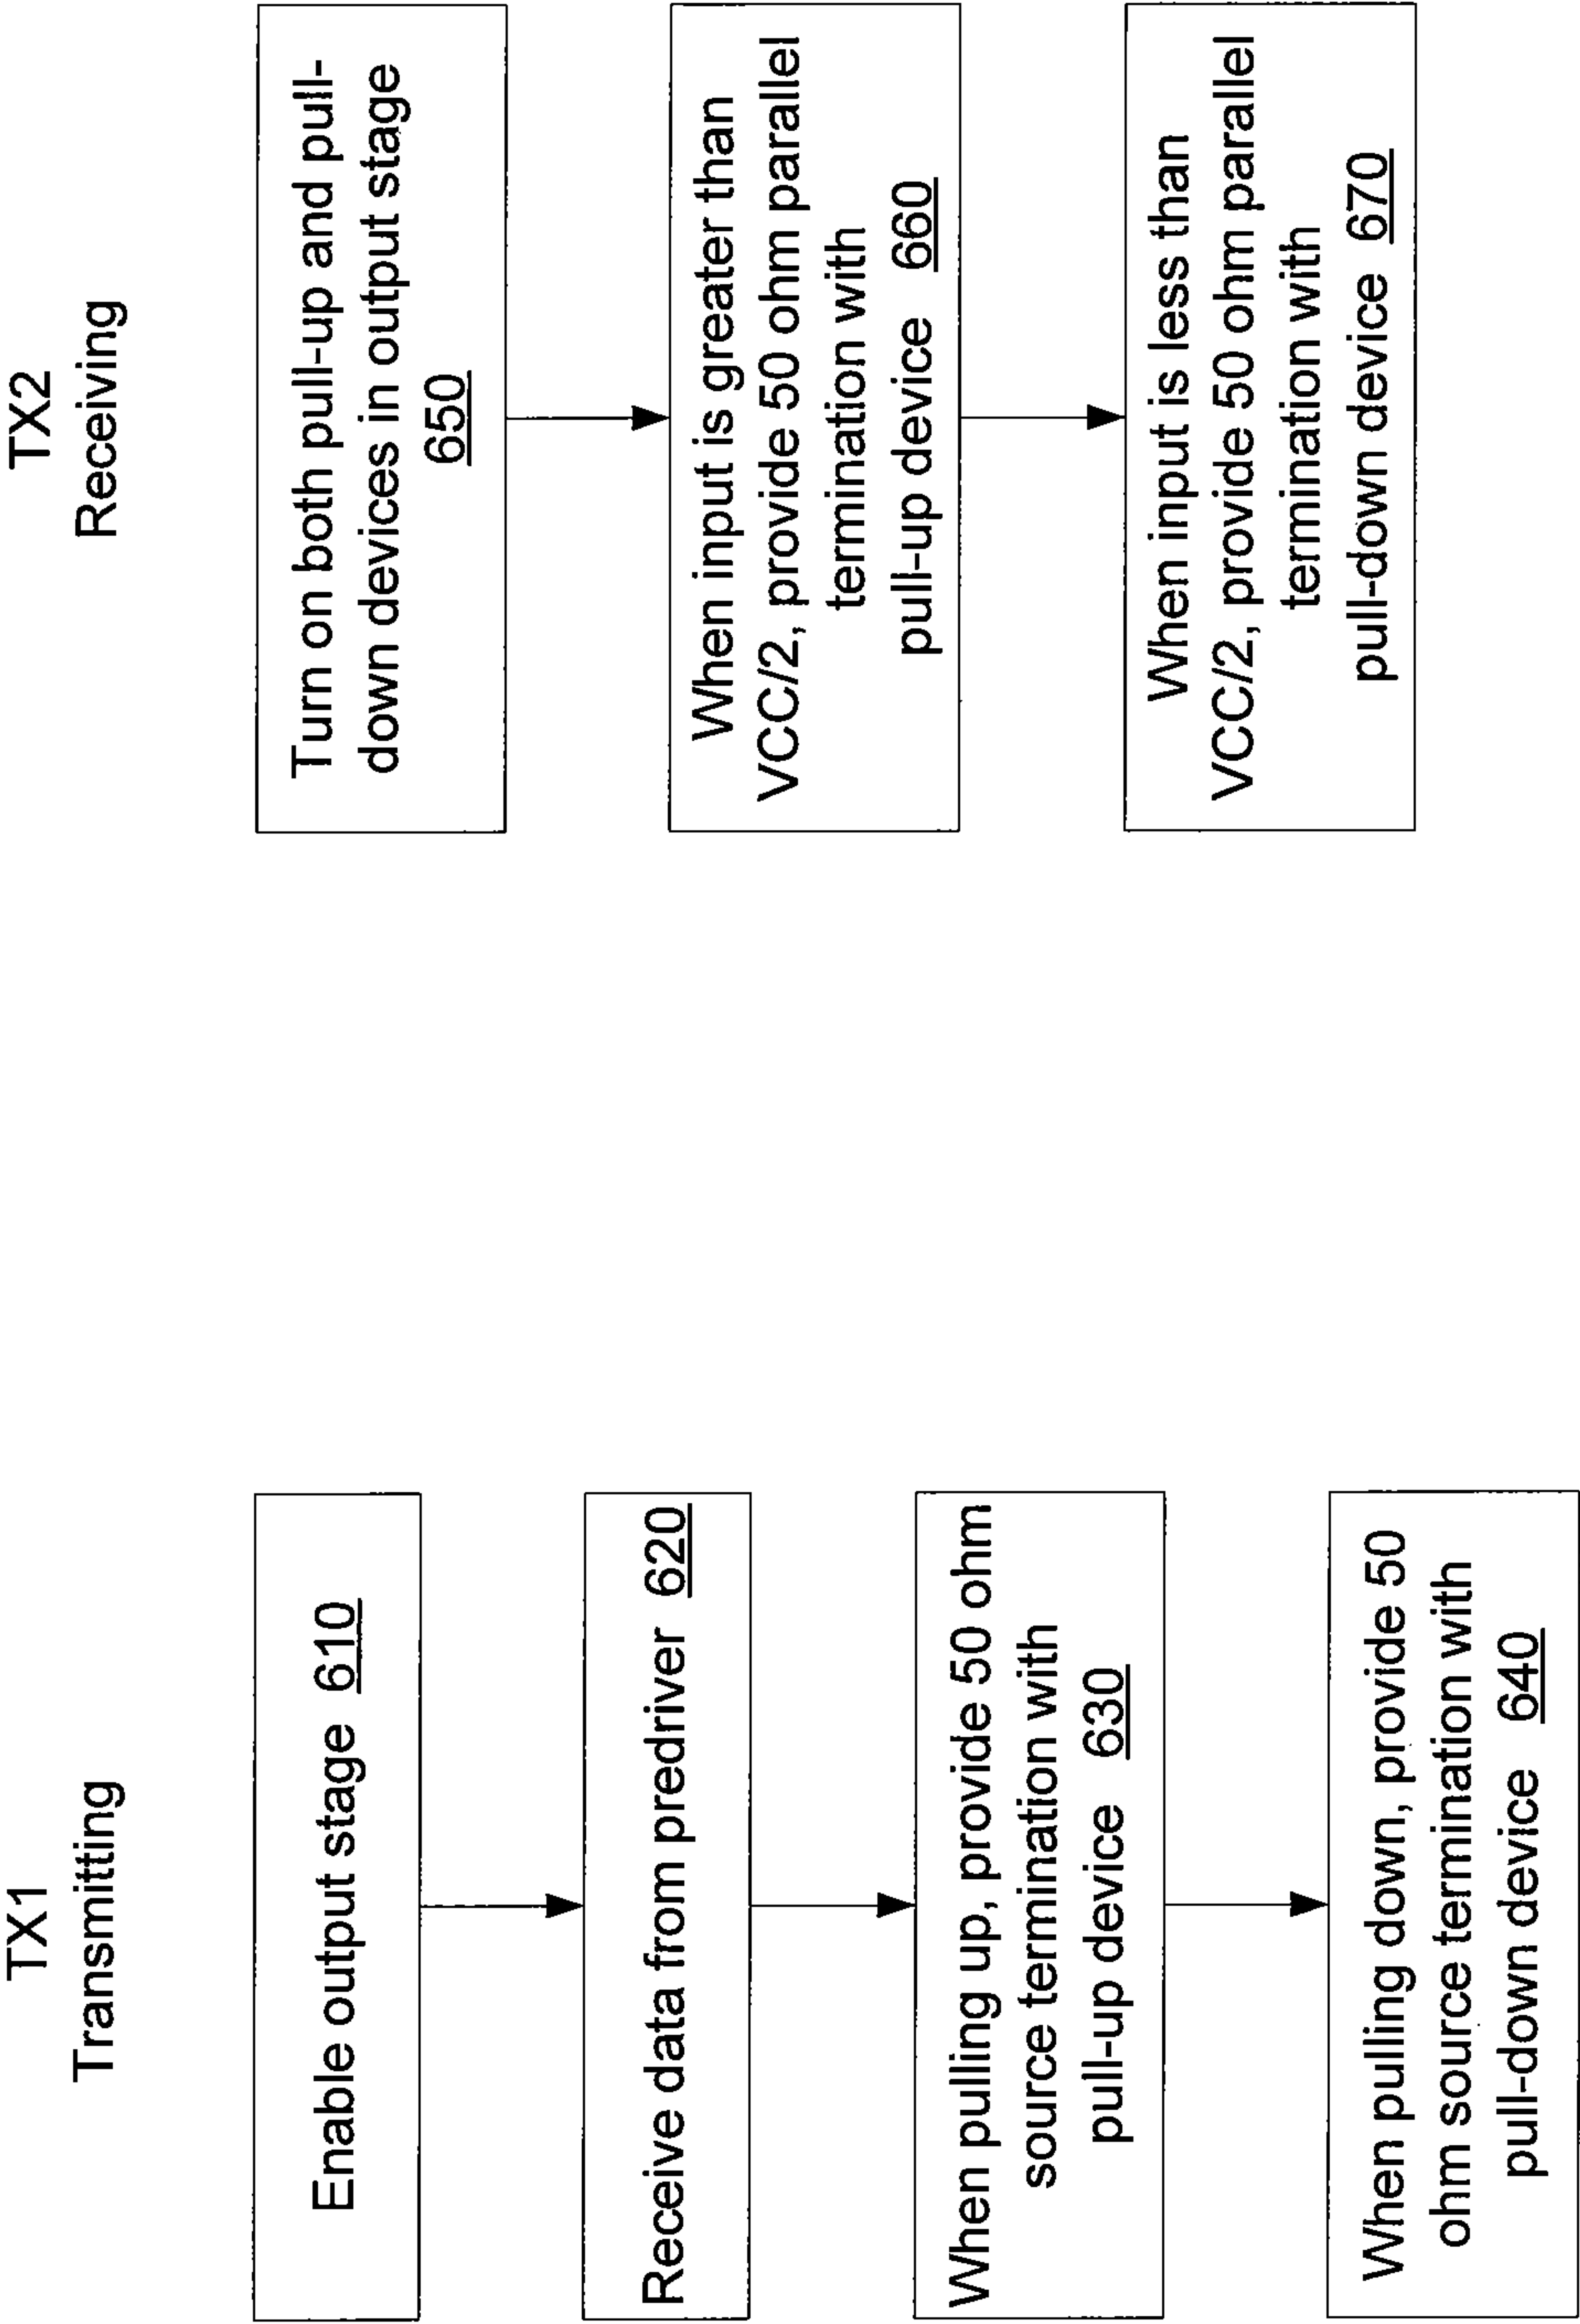 TX1
Transmitting
Enable output stage 610
Receive data from predriver 620
When pulling up, provide 50 ohm
source termination with
pull-up device 630
When pulling down, provide 50
ohm source termination with
pull-down device 640
TX2
Receiving
Turn on both pull-up and pull-
down devices in output stage
650
When input is greater than
VCC/2, provide 50 ohm parallel
termination with
pull-up device 660
When input is less than
VCC/2, provide 50 ohm parallel
termination with
pull-down device 670